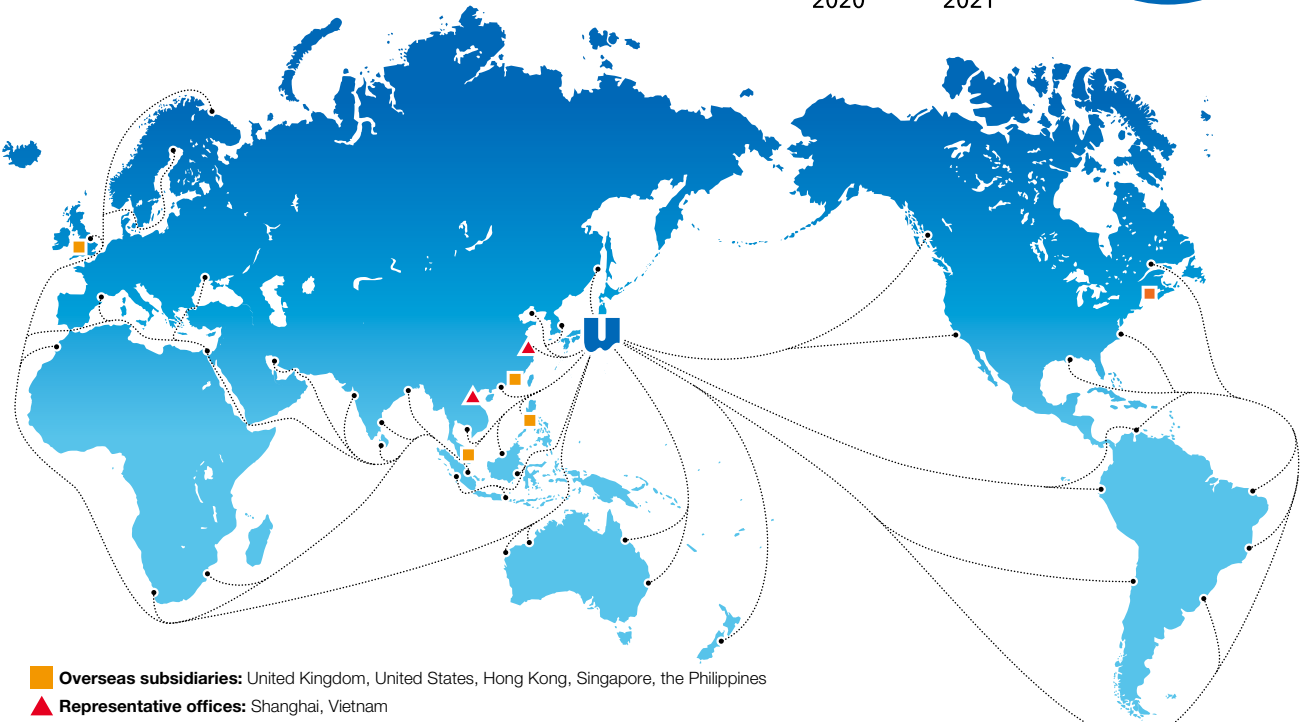 2020 2021
U
Overseas subsidiaries: United Kingdom, United States, Hong Kong, Singapore, the Philippines
Representative offices: Shanghai, Vietnam